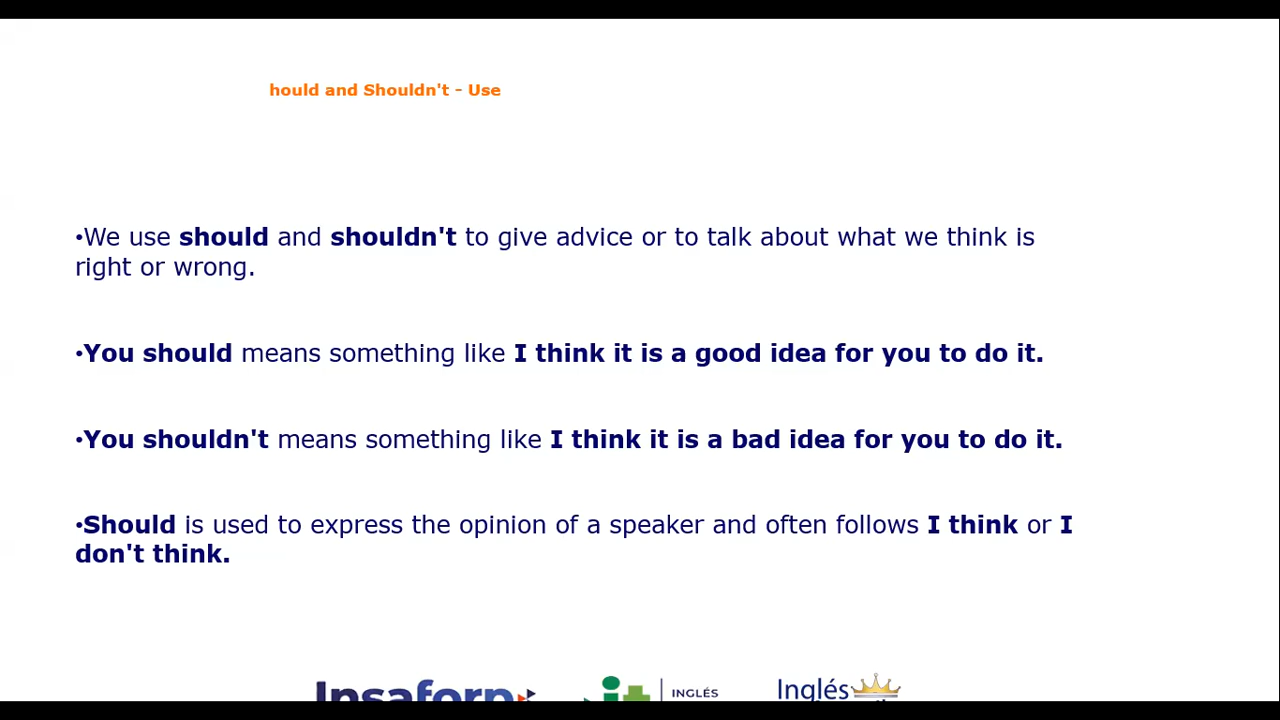 hould and Shouldn't - Use
•We use should and shouldn't to give advice or to talk about what we think is
right or wrong.
•You should means something like I think it is a good idea for you to do it.
•You shouldn't means something like I think it is a bad idea for you to do it.
•Should is used to express the opinion of a speaker and often follows I think or I
don't think.
Insaforp it INGLÉS Inglés